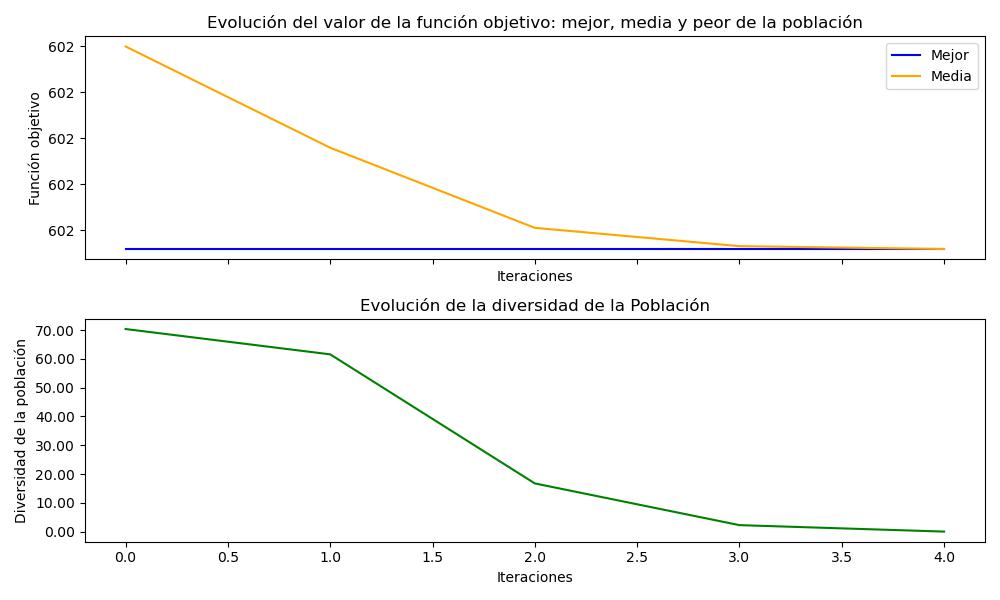 Evolución del valor de la función objetivo: mejor, media y peor de la población
Función objetivo
602
602
602
602
602
Mejor
Media
Iteraciones
Evolución de la diversidad de la Población
Diversidad de la población
70.00
60.00
50.00
40.00
30.00
20.00
10.00
0.00
0.0 0.5 1.0 1.5 2.0 2.5 3.0 3.5 4.0
Iteraciones